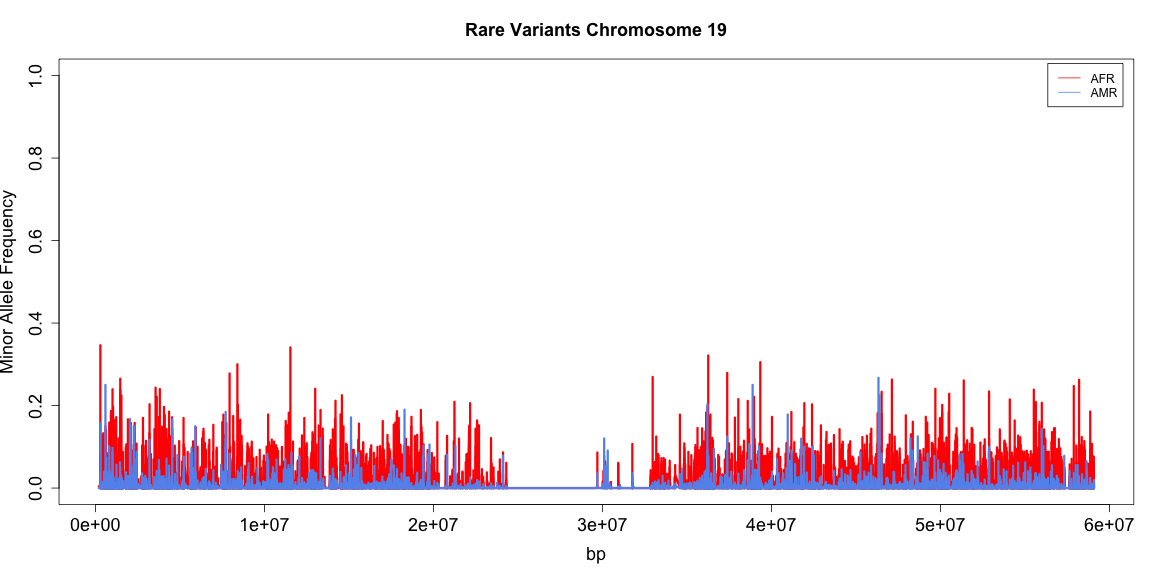 Rare Variants Chromosome 19
AFR
AMR
Minor Allele Frequency
1.0
0.8
0.6
0.4
0.2
0.0
0e+00 1e+07 2e+07 3e+07 4e+07 5e+07 6e+07
bp